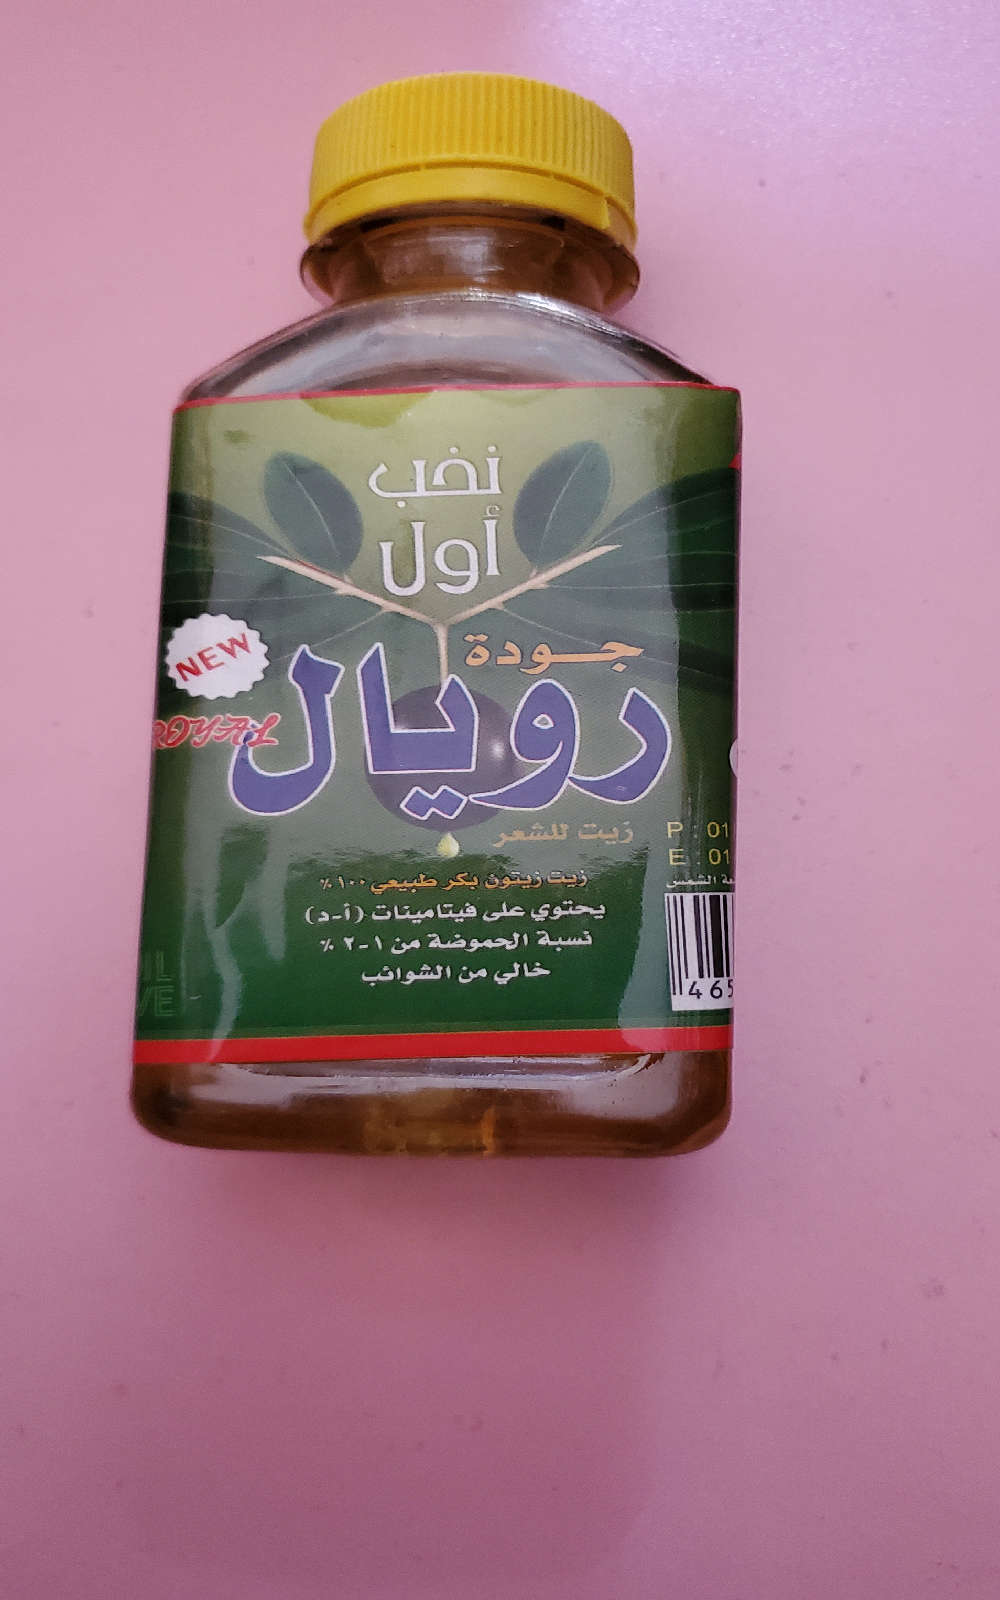 نخب
أول
جودة
رويال
NEW
ROYAL
زيت للشعر
زيت زيتون بكر طبيعي ١٠٠٪
يحتوي على فيتامينات (أ-د)
نسبة الحموضة من ١-٢ ٪
خالي من الشوائب
P : 01
E : 01
الشمس
465